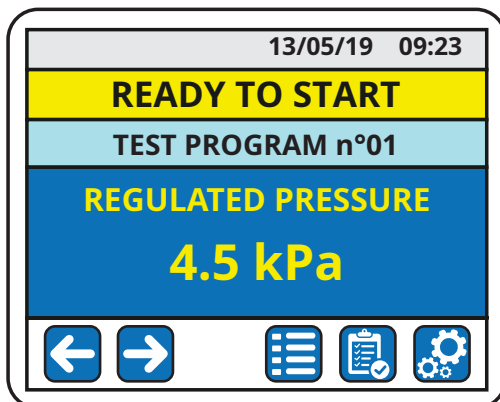 13/05/19 09:23
READY TO START
TEST PROGRAM n°01
REGULATED PRESSURE
4.5 kPa